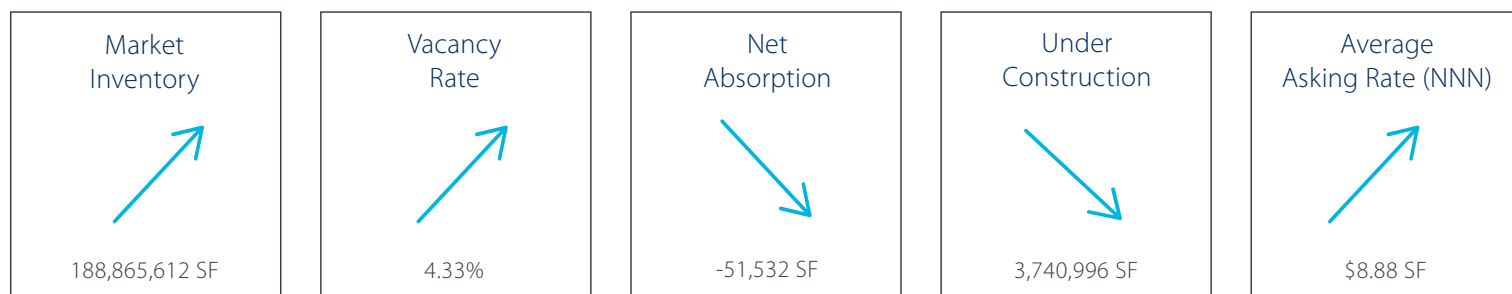 Market
Inventory
188,865,612 SF
Vacancy
Rate
4.33%
Net
Absorption
-51,532 SF
Under
Construction
3,740,996 SF
Average
Asking Rate (NNN)
$8.88 SF